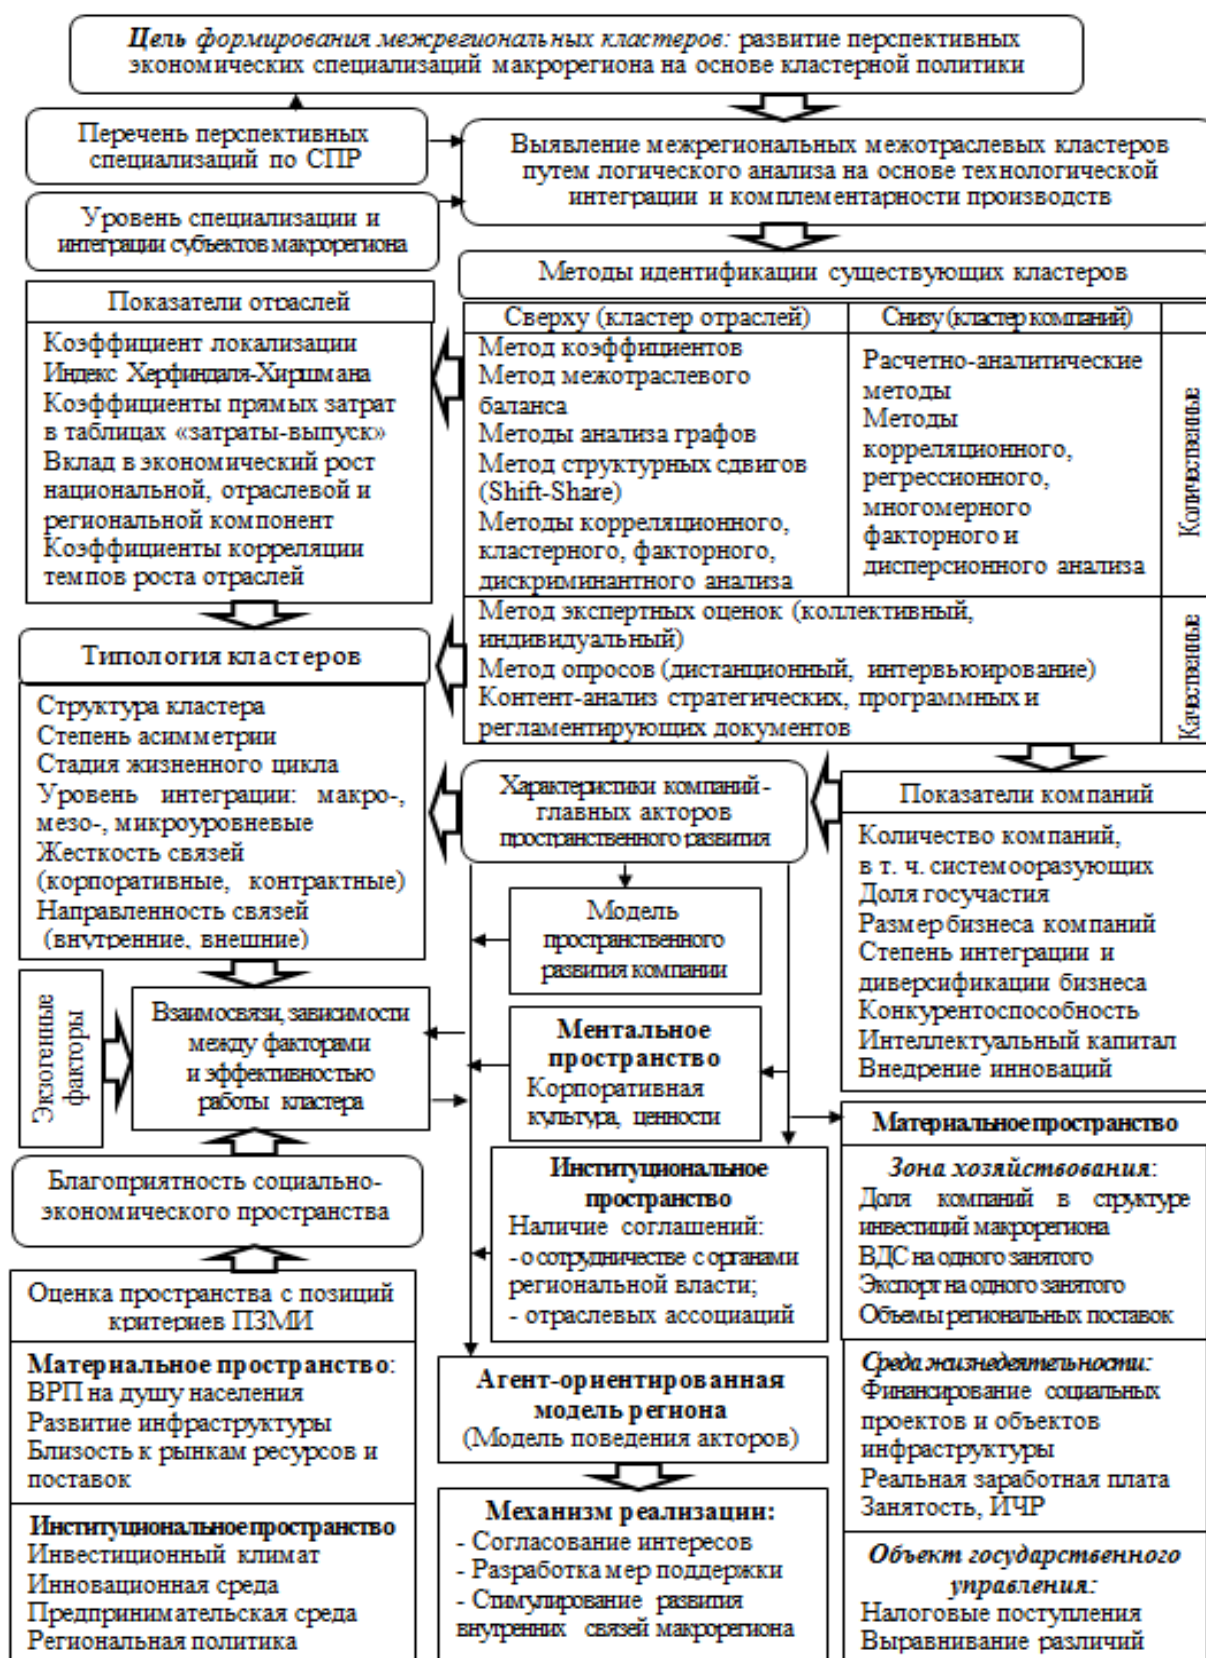 Цель формирования межрегиональных кластеров: развитие перспективных
экономических специализаций макрорегиона на основе кластерной политики
Перечень перспективных
специализаций по СПР
Выявление межрегиональных межотраслевых кластеров
путем логического анализа на основе технологической
интеграции и комплементарности производств
Уровень специализации и
интеграции субъектов макрорегиона
Методы идентификации существующих кластеров
Показатели отраслей
Коэффициент локализации
Индекс Херфиндаля-Хиршмана
Коэффициенты прямых затрат
в таблицах «затраты-выпуск»
Вклад в экономический рост
национальной, отраслевой и
региональной компонент
Коэффициенты корреляции
темпов роста отраслей
Сверху (кластер отраслей)
Метод коэффициентов
Метод межотраслевого
баланса
Методы анализа графов
Метод структурных сдвигов
(Shift-Share)
Методы корреляционного,
кластерного, факторного,
дискриминантного анализа
Снизу (кластер компаний)
Расчетно-аналитические
методы
Методы
корреляционного,
регрессионного,
многомерного
факторного и
дисперсионного анализа
Количественные
Метод экспертных оценок (коллективный,
индивидуальный)
Метод опросов (дистанционный, интервьюирование)
Контент-анализ стратегических, программных и
регламентирующих документов
Качественные
Типология кластеров
Структура кластера
Степень асимметрии
Стадия жизненного цикла
Уровень интеграции: макро-,
мезо-, микроуровневые
Жесткость связей
(корпоративные, контрактные)
Направленность связей
(внутренние, внешние)
Характеристики компаний-
главных акторов
пространственного развития
Показатели компаний
Количество компаний,
в т. ч. системооразующих
Доля госучастия
Размер бизнеса компаний
Степень интеграции и
диверсификации бизнеса
Конкурентоспособность
Интеллектуальный капитал
Внедрение инноваций
Модель
пространственного
развития компании
Экзогенные
факторы
Взаимосвязи, зависимости
между факторами
и эффективностью
работы кластера
Ментальное
пространство
Корпоративная
культура, ценности
Благоприятность социально-
экономического пространства
Институциональное
пространство
Наличие соглашений:
- о сотрудничестве с органами
региональной власти;
- отраслевых ассоциаций
Материальное пространство
Зона хозяйствования:
Доля компаний в структуре
инвестиций макрорегиона
ВДС на одного занятого
Экспорт на одного занятого
Объемы региональных поставок
Среда жизнедеятельности:
Финансирование социальных
проектов и объектов
инфраструктуры
Реальная заработная плата
Занятость, ИЧР
Объект государственного
управления:
Налоговые поступления
Выравнивание различий
Оценка пространства с позиций
критериев ПЗМИ
Материальное пространство:
ВРП на душу населения
Развитие инфраструктуры
Близость к рынкам ресурсов и
поставок
Институциональное пространство
Инвестиционный климат
Инновационная среда
Предпринимательская среда
Региональная политика
Агент-ориентированная
модель региона
(Модель поведения акторов)
Механизм реализации:
- Согласование интересов
- Разработка мер поддержки
- Стимулирование развития
внутренних связей макрорегиона